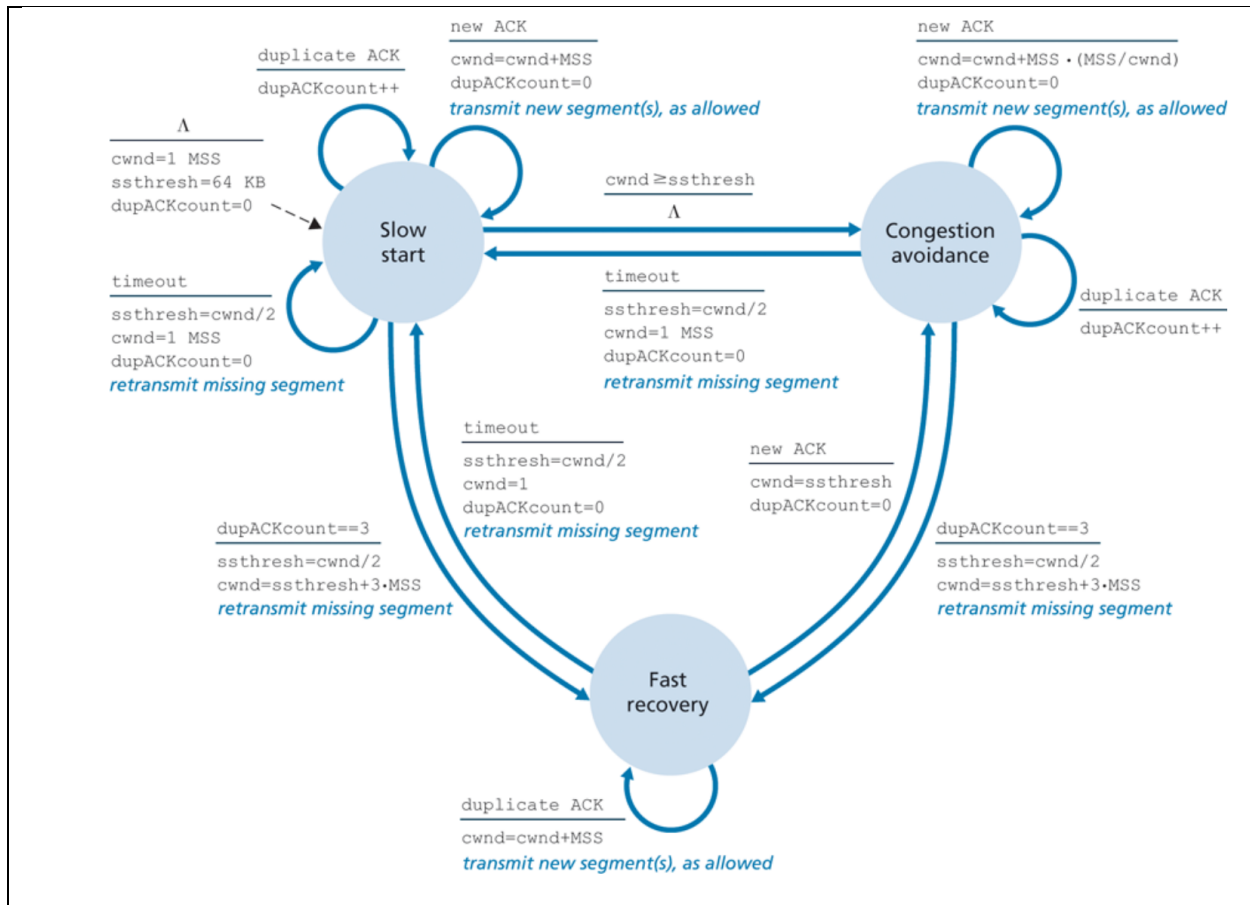 new ACK
cwnd=cwnd+MSS
dupACKcount=0
transmit new segment(s), as allowed
duplicate ACK
dupACKcount++
Λ
cwnd=1 MSS
ssthresh=64 KB
dupACKcount=0
new ACK
cwnd=cwnd+MSS•(MSS/cwnd)
dupACKcount=0
transmit new segment(s), as allowed
Slow
start
cwnd≥ssthresh
Λ
Congestion
avoidance
timeout
ssthresh=cwnd/2
cwnd=1 MSS
dupACKcount=0
retransmit missing segment
timeout
ssthresh=cwnd/2
cwnd=1 MSS
dupACKcount=0
retransmit missing segment
duplicate ACK
dupACKcount++
timeout
ssthresh=cwnd/2
cwnd=1
dupACKcount=0
retransmit missing segment
new ACK
cwnd=ssthresh
dupACKcount=0
dupACKcount==3
ssthresh=cwnd/2
cwnd=ssthresh+3•MSS
retransmit missing segment
dupACKcount==3
ssthresh=cwnd/2
cwnd=ssthresh+3•MSS
retransmit missing segment
Fast
recovery
duplicate ACK
cwnd=cwnd+MSS
transmit new segment(s), as allowed